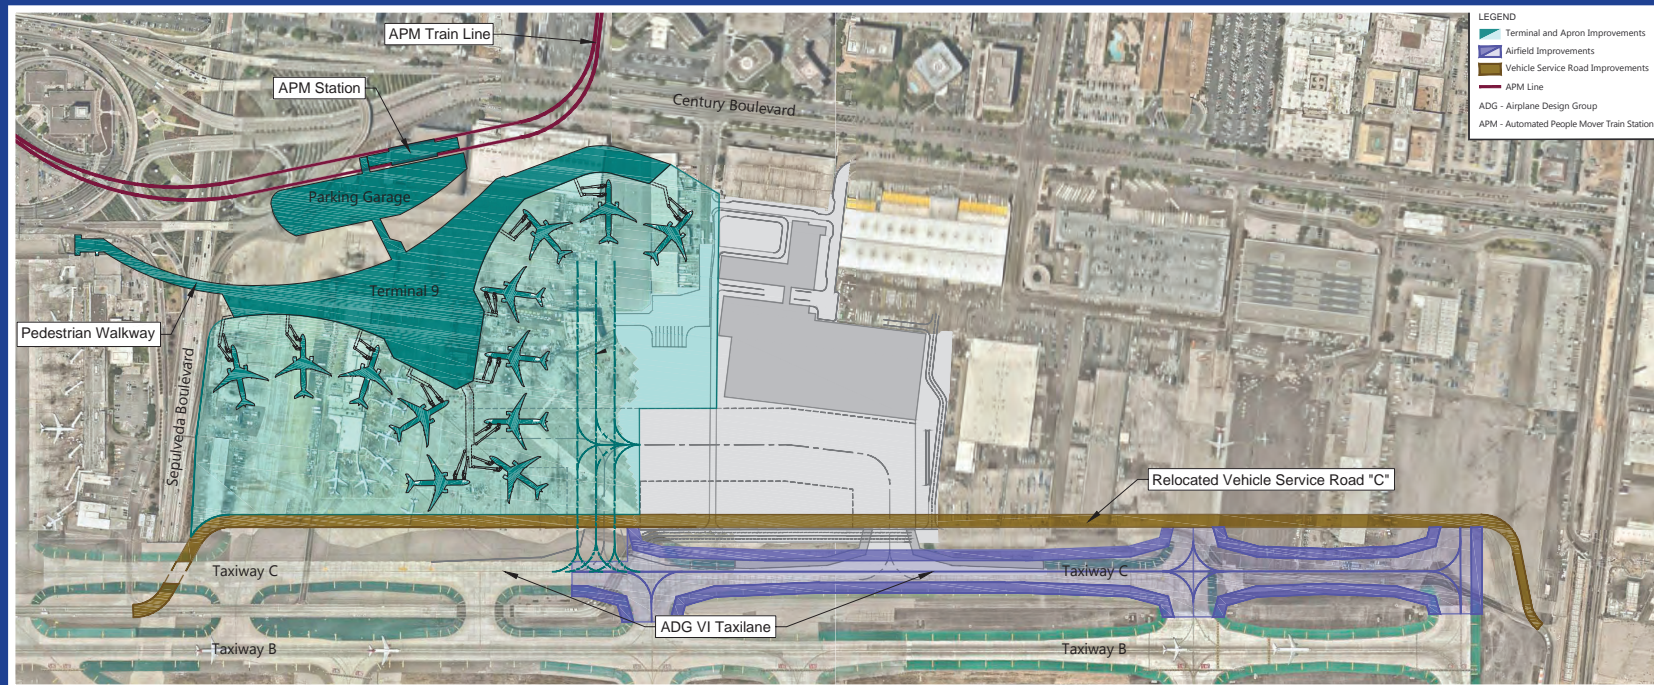 LEGEND
Terminal and Apron Improvements
Airfield Improvements
Vehicle Service Road Improvements
APM Line
ADG - Airplane Design Group
APM - Automated People Mover Train Station
APM Train Line
APM Station
Century Boulevard
Parking Garage
Terminal 9
Pedestrian Walkway
Sepulveda Boulevard
Relocated Vehicle Service Road "C"
Taxiway C
Taxiway C
ADG VI Taxilane
Taxiway B
Taxiway B